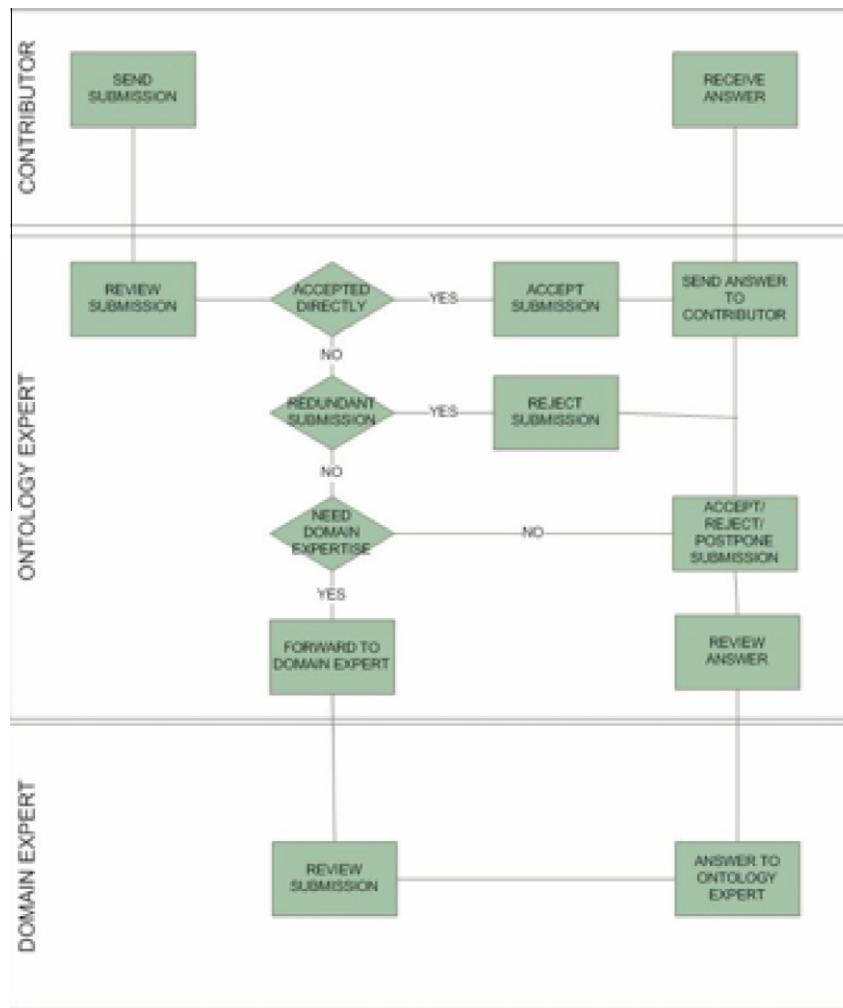 CONTRIBUTOR
SEND
SUBMISSION
RECEIVE
ANSWER
ONTOLOGY EXPERT
REVIEW
SUBMISSION
ACCEPTED
DIRECTLY
YES
ACCEPT
SUBMISSION
SEND ANSWER
TO
CONTRIBUTOR
NO
REDUNDANT
SUBMISSION
YES
REJECT
SUBMISSION
NO
NEED
DOMAIN
EXPERTISE
NO
ACCEPT/
REJECT/
POSTPONE
SUBMISSION
YES
FORWARD TO
DOMAIN EXPERT
REVIEW
ANSWER
DOMAIN EXPERT
REVIEW
SUBMISSION
ANSWER TO
ONTOLOGY
EXPERT